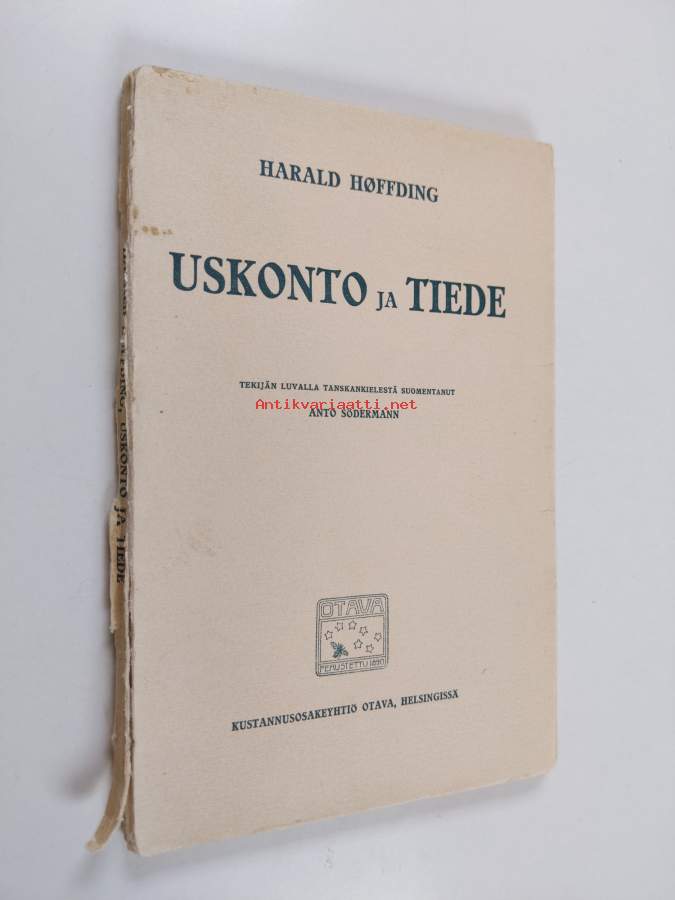 HARALD HØFFDING
USKONTO JA TIEDE
TEKIJÄN LUVALLA TANSKANKIELESTÄ SUOMENTANUT
Antikvariaatti.net
ANTO SÖDERMANN
OTAVA
PERUSTETTU 1890
KUSTANNUSOSAKEYHTIÖ OTAVA, HELSINGISSÄ
USKONTO JA TIEDE